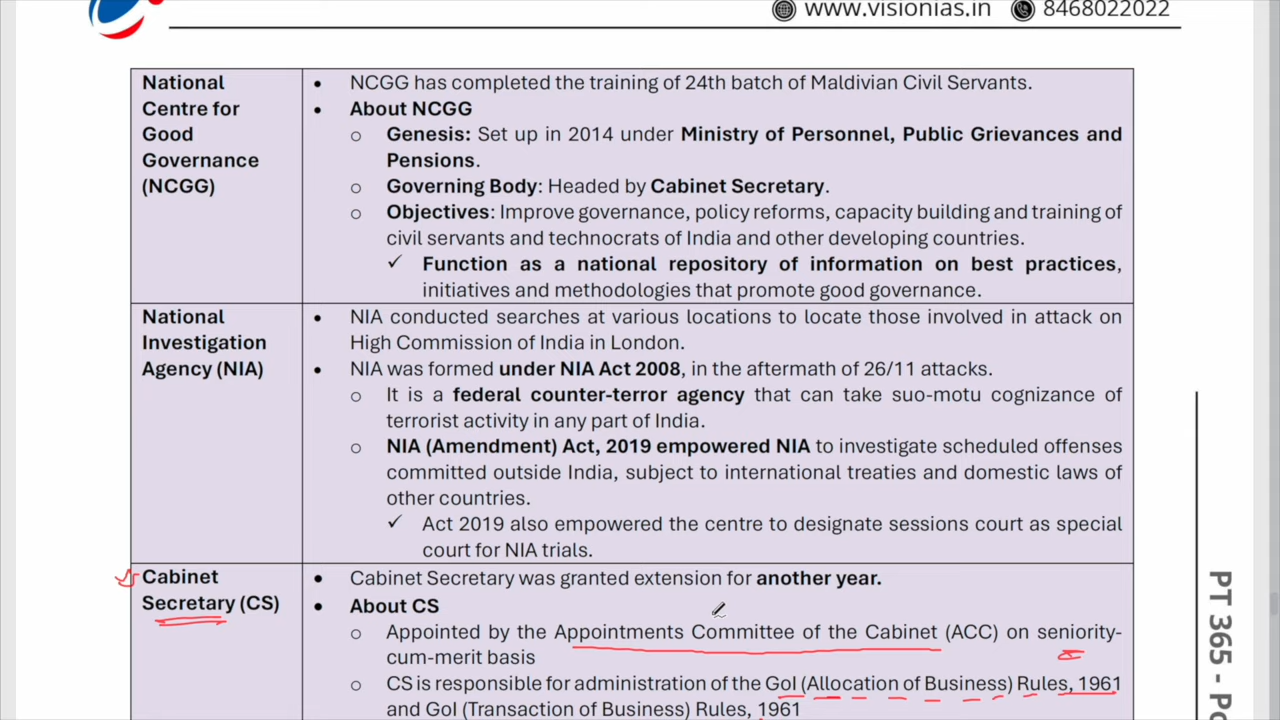 www.visionias.in 8468022022
National Centre for Good Governance (NCGG)
• NCGG has completed the training of 24th batch of Maldivian Civil Servants.
• About NCGG
o Genesis: Set up in 2014 under Ministry of Personnel, Public Grievances and
Pensions.
o Governing Body: Headed by Cabinet Secretary.
o Objectives: Improve governance, policy reforms, capacity building and training of
civil servants and technocrats of India and other developing countries.
✓ Function as a national repository of information on best practices,
initiatives and methodologies that promote good governance.
National
Investigation
Agency (NIA)
• NIA conducted searches at various locations to locate those involved in attack on
High Commission of India in London.
• NIA was formed under NIA Act 2008, in the aftermath of 26/11 attacks.
o It is a federal counter-terror agency that can take suo-motu cognizance of
terrorist activity in any part of India.
o NIA (Amendment) Act, 2019 empowered NIA to investigate scheduled offenses
committed outside India, subject to international treaties and domestic laws of
other countries.
✓ Act 2019 also empowered the centre to designate sessions court as special
court for NIA trials.
Cabinet
Secretary (CS)
• Cabinet Secretary was granted extension for another year.
• About CS
o Appointed by the Appointments Committee of the Cabinet (ACC) on seniority-
cum-merit basis
o CS is responsible for administration of the GoI (Allocation of Business) Rules, 1961
and GoI (Transaction of Business) Rules, 1961
PT 365 - Po